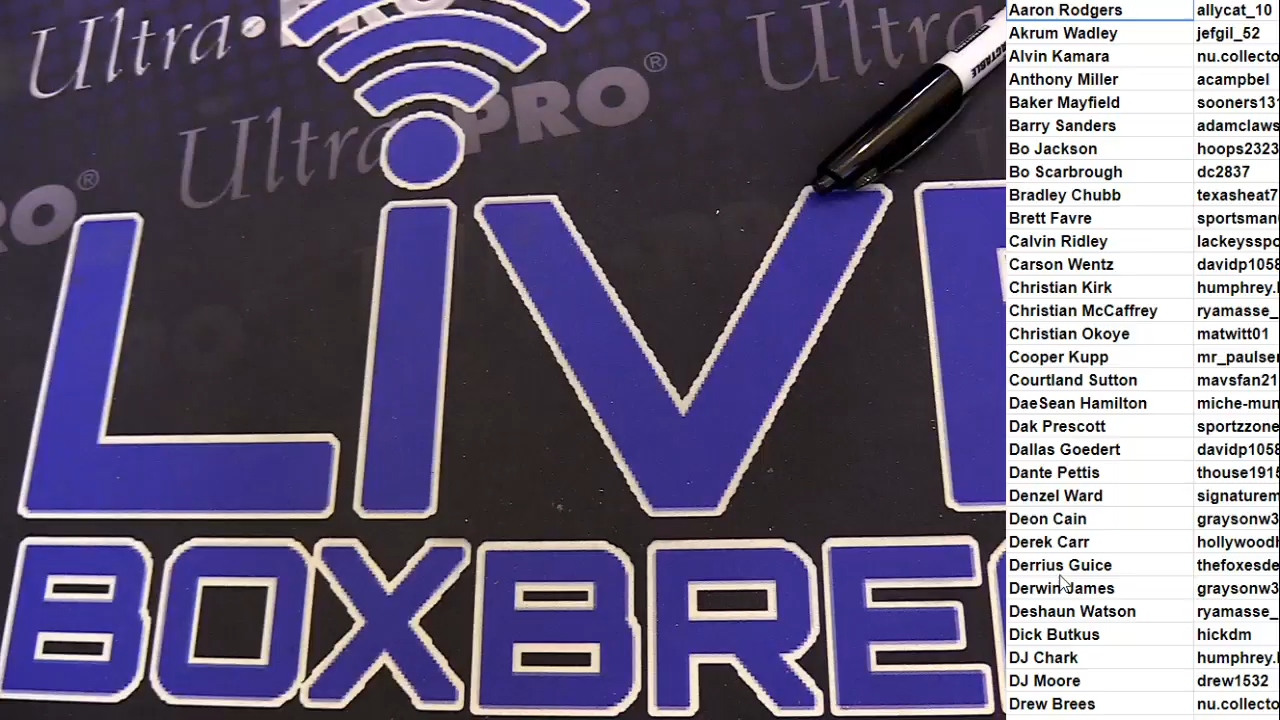 Ultra•PRO
Ultra PRO®
Ultra
PRO®
LiVE
BOXBRE
Aaron Rodgers allycat_10
Akrum Wadley jefgil_52
Alvin Kamara nu.collecto
Anthony Miller acampbel
Baker Mayfield sooners13
Barry Sanders adamclaws
Bo Jackson hoops2323
Bo Scarbrough dc2837
Bradley Chubb texasheat7
Brett Favre sportsman
Calvin Ridley lackeysspo
Carson Wentz davidp1058
Christian Kirk humphrey.
Christian McCaffrey ryamasse_
Christian Okoye matwitt01
Cooper Kupp mr_paulse
Courtland Sutton mavsfan21
DaeSean Hamilton miche-mun
Dak Prescott sportzzone
Dallas Goedert davidp1058
Dante Pettis thouse1915
Denzel Ward signaturem
Deon Cain graysonw3
Derek Carr hollywoodh
Derrius Guice thefoxesde
Derwin James graysonw3
Deshaun Watson ryamasse_
Dick Butkus hickdm
DJ Chark humphrey.
DJ Moore drew1532
Drew Brees nu.collecto